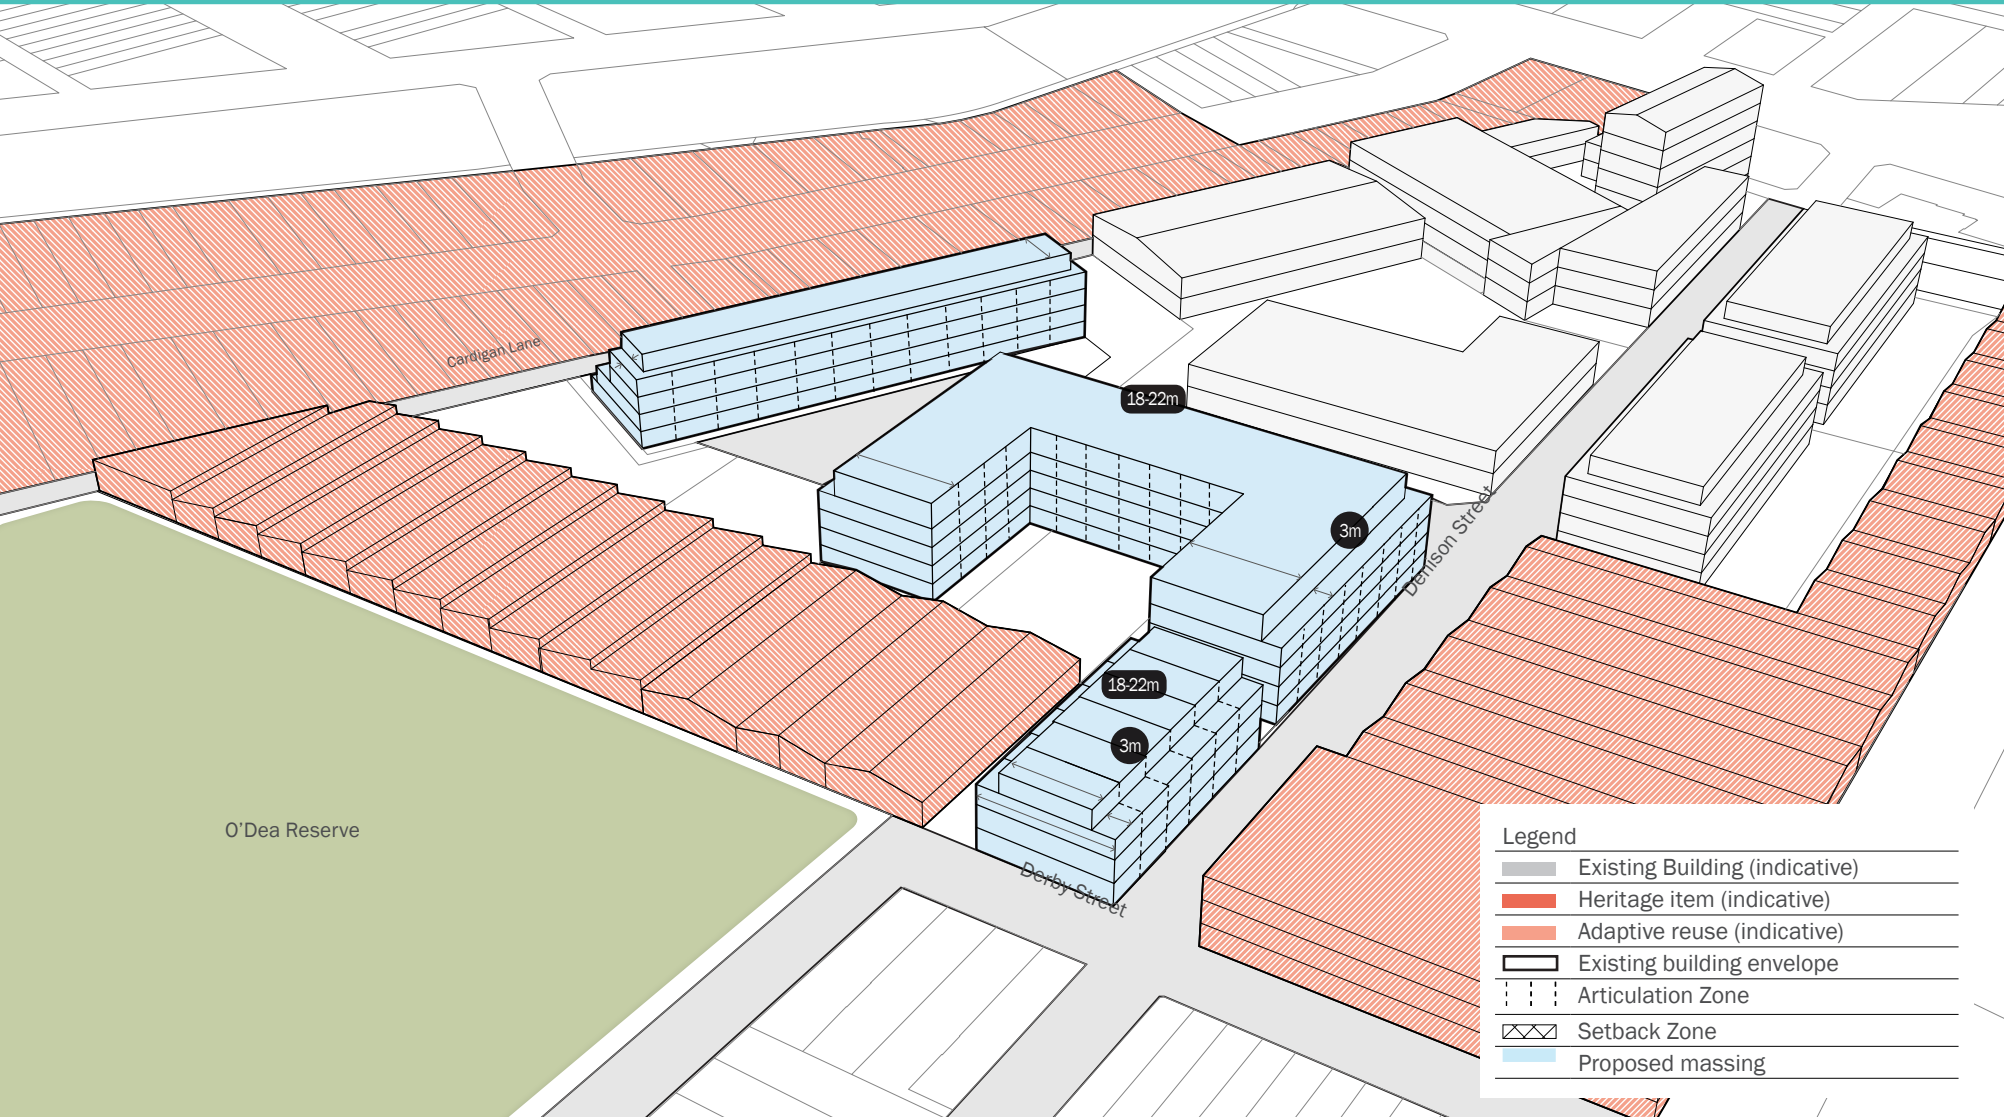 Cardigan Lane
18-22m
3m
Denison Street
18-22m
3m
O'Dea Reserve
Derby Street
Legend
Existing Building (indicative)
Heritage item (indicative)
Adaptive reuse (indicative)
Existing building envelope
Articulation Zone
Setback Zone
Proposed massing